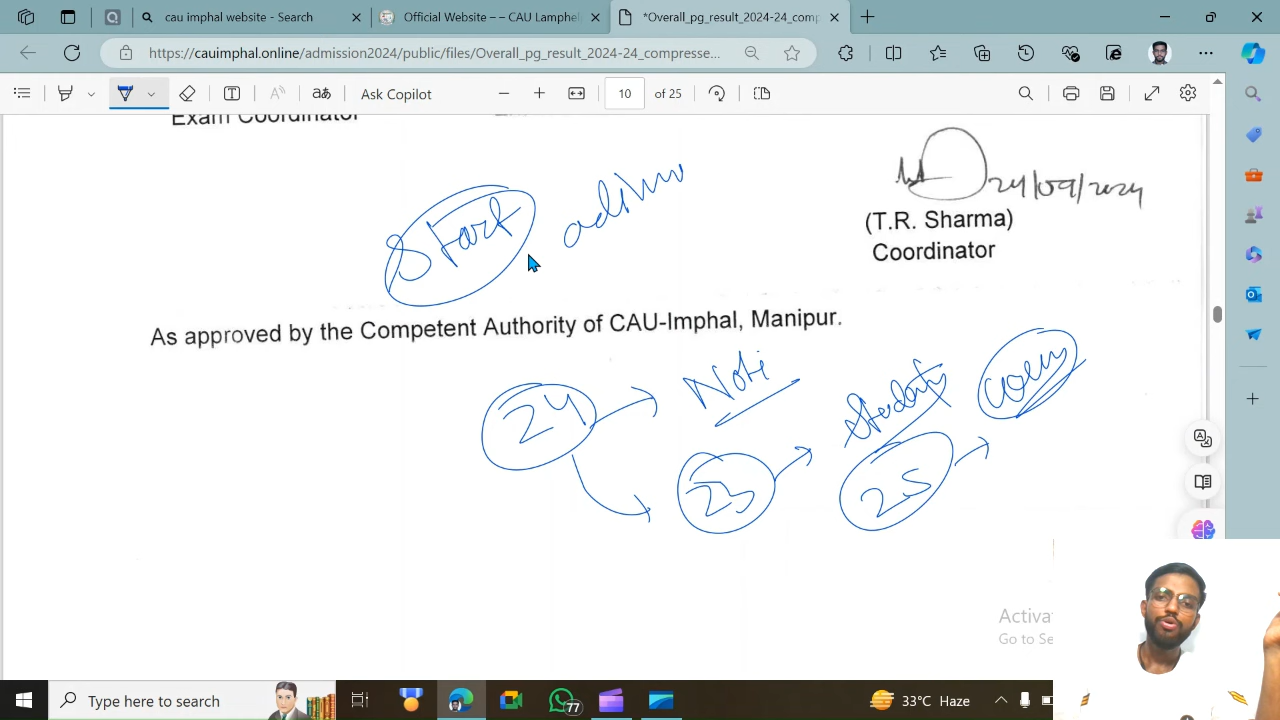 cau imphal website - Search
Official Website - – CAU Lamphel
*Overall_pg_result_2024-24_comp
https://cauimphal.online/admission2024/public/files/Overall_pg_result_2024-24_compresse...
Ask Copilot
10 of 25
Exam Coordinator
24/09/2024
(T.R. Sharma)
Coordinator
Start
As approved by the Competent Authority of CAU-Imphal, Manipur.
24
Noti
Students
23
25
Activa
Go to Se
Type here to search
77
33°C Haze